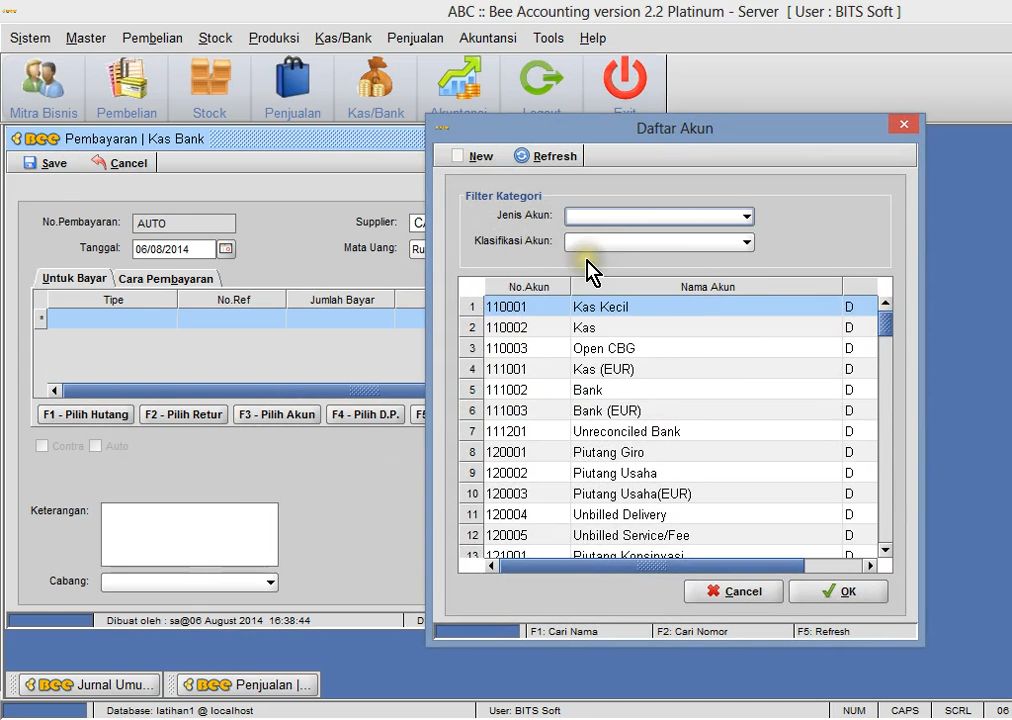 ABC :: Bee Accounting version 2.2 Platinum - Server [ User : BITS Soft ]
Sistem Master Pembelian Stock Produksi Kas/Bank Penjualan Akuntansi Tools Help
Mitra Bisnis Pembelian Stock Penjualan Kas/Bank Akuntansi Logout Exit
Bee Pembayaran | Kas Bank
Save Cancel
No.Pembayaran: AUTO Supplier: CA
Tanggal: 06/08/2014 Mata Uang: Ru
Untuk Bayar Cara Pembayaran
Tipe No.Ref Jumlah Bayar
*
F1 - Pilih Hutang F2 - Pilih Retur F3 - Pilih Akun F4 - Pilih D.P. F5
Contra Auto
Keterangan:
Cabang:
Dibuat oleh : sa@06 August 2014 16:38:44 D
Daftar Akun
New Refresh
Filter Kategori
Jenis Akun:
Klasifikasi Akun:
No.Akun Nama Akun
1 110001 Kas Kecil D
2 110002 Kas D
3 110003 Open CBG D
4 111001 Kas (EUR) D
5 111002 Bank D
6 111003 Bank (EUR) D
7 111201 Unreconciled Bank D
8 120001 Piutang Giro D
9 120002 Piutang Usaha D
10 120003 Piutang Usaha(EUR) D
11 120004 Unbilled Delivery D
12 120005 Unbilled Service/Fee D
13 121001 Piutang Konsinyasi D
Cancel OK
F1: Cari Nama F2: Cari Nomor F5: Refresh
Bee Jurnal Umu... Bee Penjualan |...
Database: latihan1 @ localhost User: BITS Soft NUM CAPS SCRL 06